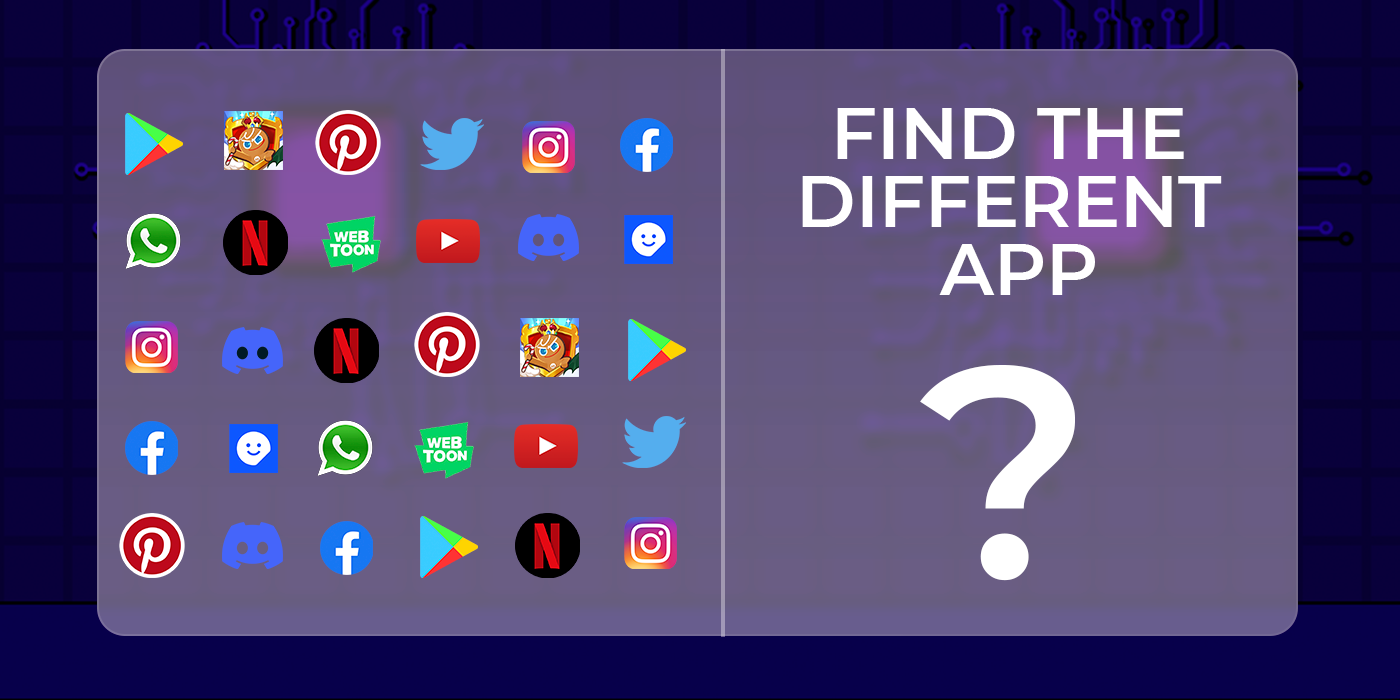 FIND THE
DIFFERENT
APP
?
WEB
TOON
WEB
TOON